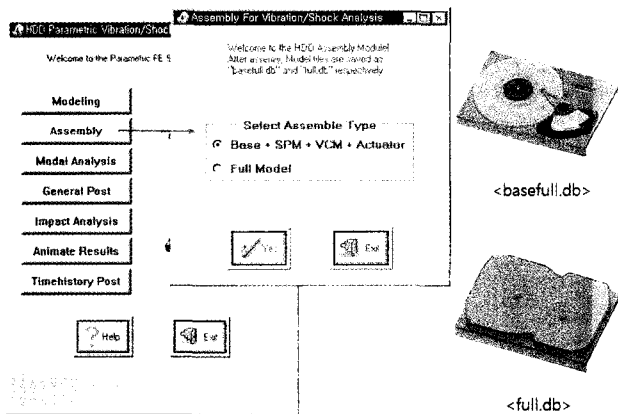 HDD Parametric Vibration/Shoc
Welcome to the Parametric FE S
Modeling
Assembly
Modal Analysis
General Post
Impact Analysis
Animate Results
Timehistory Post
Help
Exit
Assembly For Vibration/Shock Analysis
Welcome to the HDD Assembly Module!
After assemly, Model files are saved as
"basefull.db" and "full.db" respectively
Select Assemble Type
Base + SPM + VCM + Actuator
Full Model
Yes
Exit
<basefull.db>
<full.db>